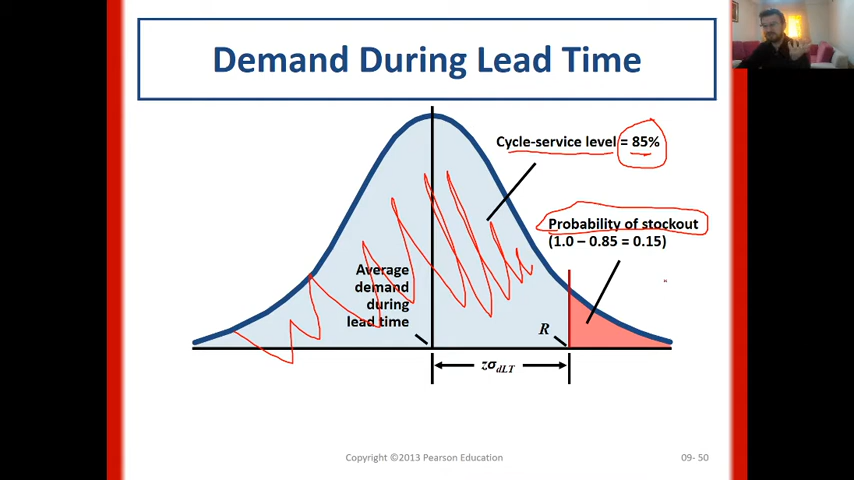 Demand During Lead Time
Cycle-service level = 85%
Probability of stockout
(1.0 – 0.85 = 0.15)
Average
demand
during
lead time
R
zσdLT
Copyright ©2013 Pearson Education
09- 50